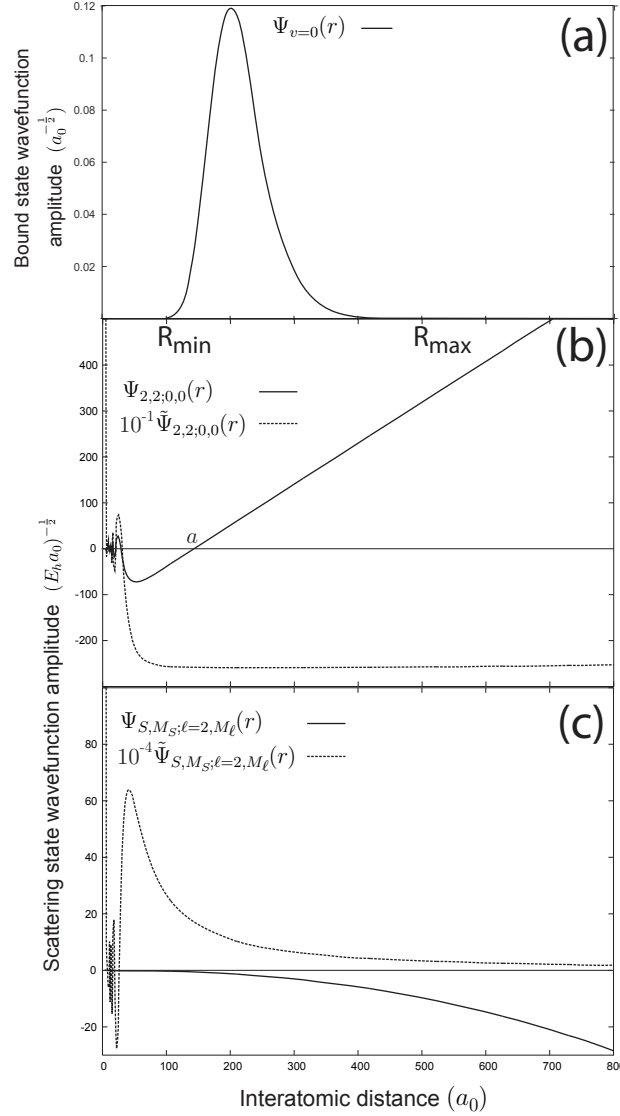 0.12
Ψ_{v=0}(r)
(a)
0.1
0.08
0.06
0.04
0.02
Bound state wavefunction
amplitude (a_0^{-1/2})
R_min
R_max
(b)
400
Ψ_{2,2;0,0}(r)
300
10^{-1} Ψ̃_{2,2;0,0}(r)
200
100
a
0
-100
-200
Scattering state wavefunction amplitude (E_h a_0)^{-1/2}
Ψ_{S,M_S;ℓ=2,M_ℓ}(r)
(c)
80
10^{-4} Ψ̃_{S,M_S;ℓ=2,M_ℓ}(r)
60
40
20
0
-20
0 100 200 300 400 500 600 700 800
Interatomic distance (a_0)